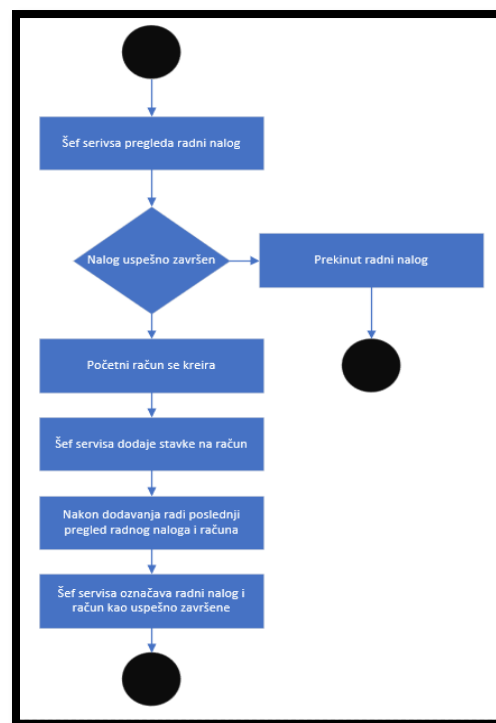 Šef serivsa pregleda radni nalog
Nalog uspešno završen
Prekinut radni nalog
Početni račun se kreira
Šef servisa dodaje stavke na račun
Nakon dodavanja radi poslednji
pregled radnog naloga i računa
Šef servisa označava radni nalog i
račun kao uspešno završene